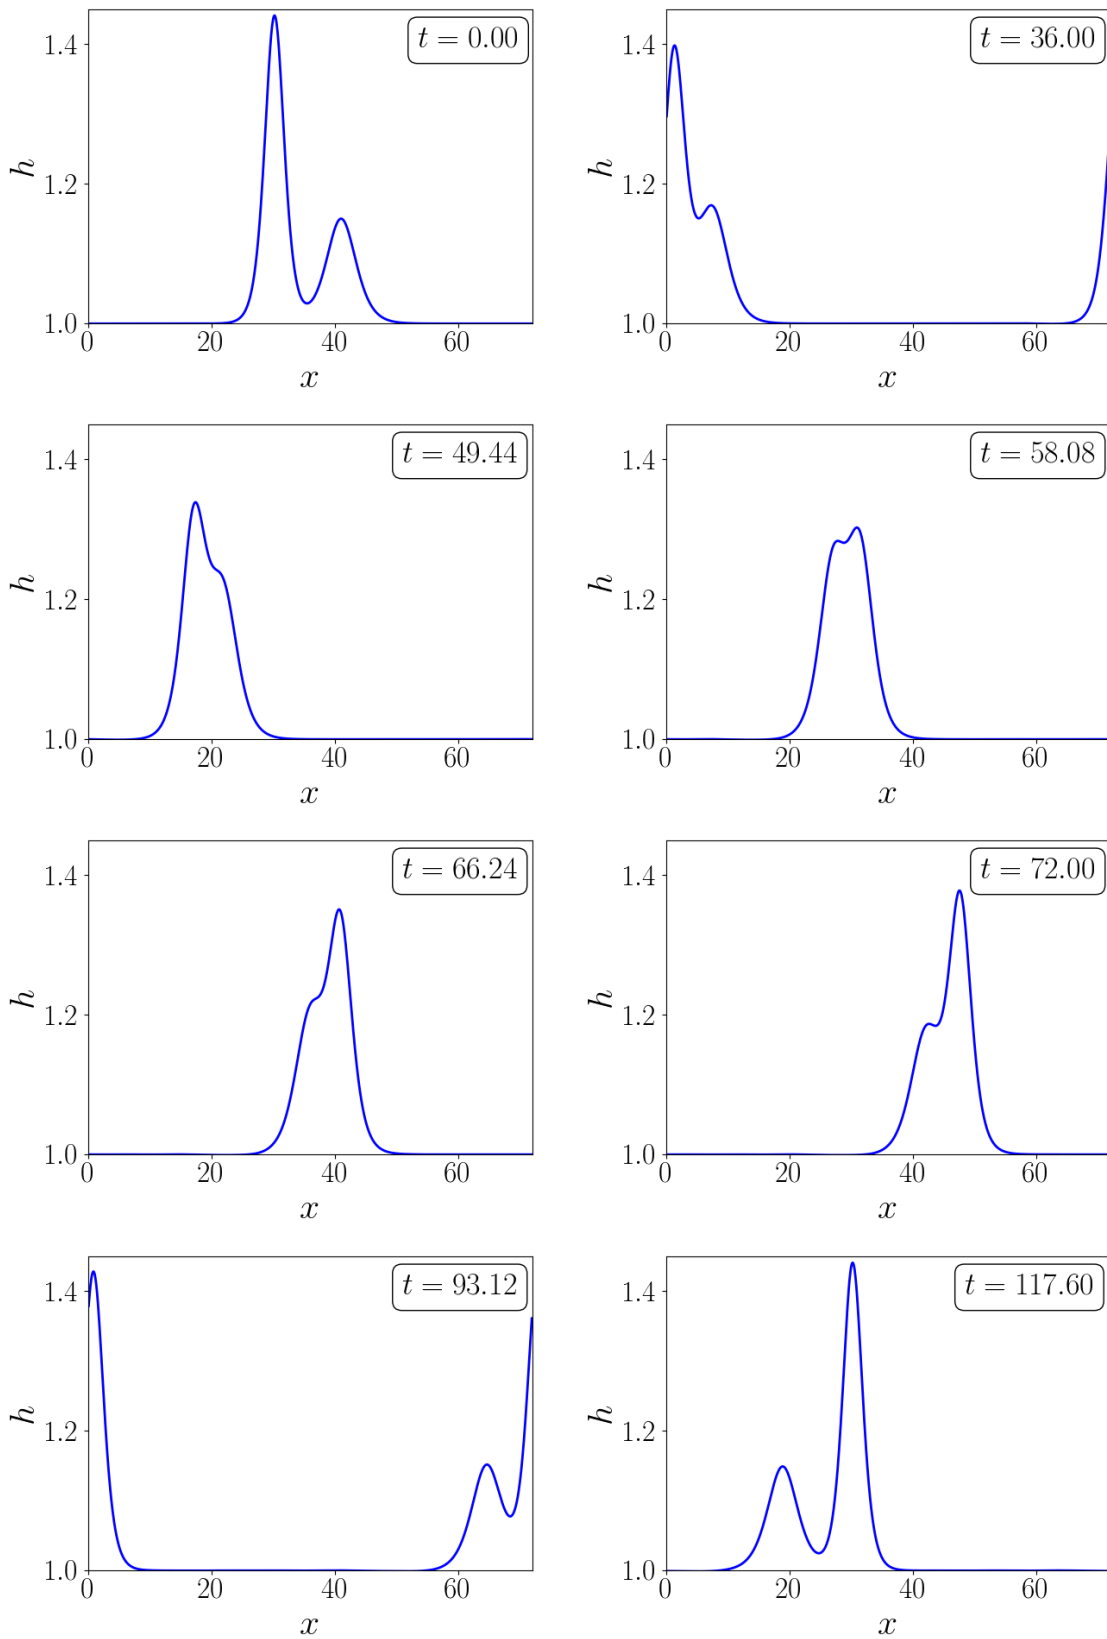 t = 0.00
t = 36.00
1.4
1.4
h
h
1.2
1.2
1.0
1.0
0 20 40 60
0 20 40 60
x
x
t = 49.44
t = 58.08
1.4
1.4
h
h
1.2
1.2
1.0
1.0
0 20 40 60
0 20 40 60
x
x
t = 66.24
t = 72.00
1.4
1.4
h
h
1.2
1.2
1.0
1.0
0 20 40 60
0 20 40 60
x
x
t = 93.12
t = 117.60
1.4
1.4
h
h
1.2
1.2
1.0
1.0
0 20 40 60
0 20 40 60
x
x